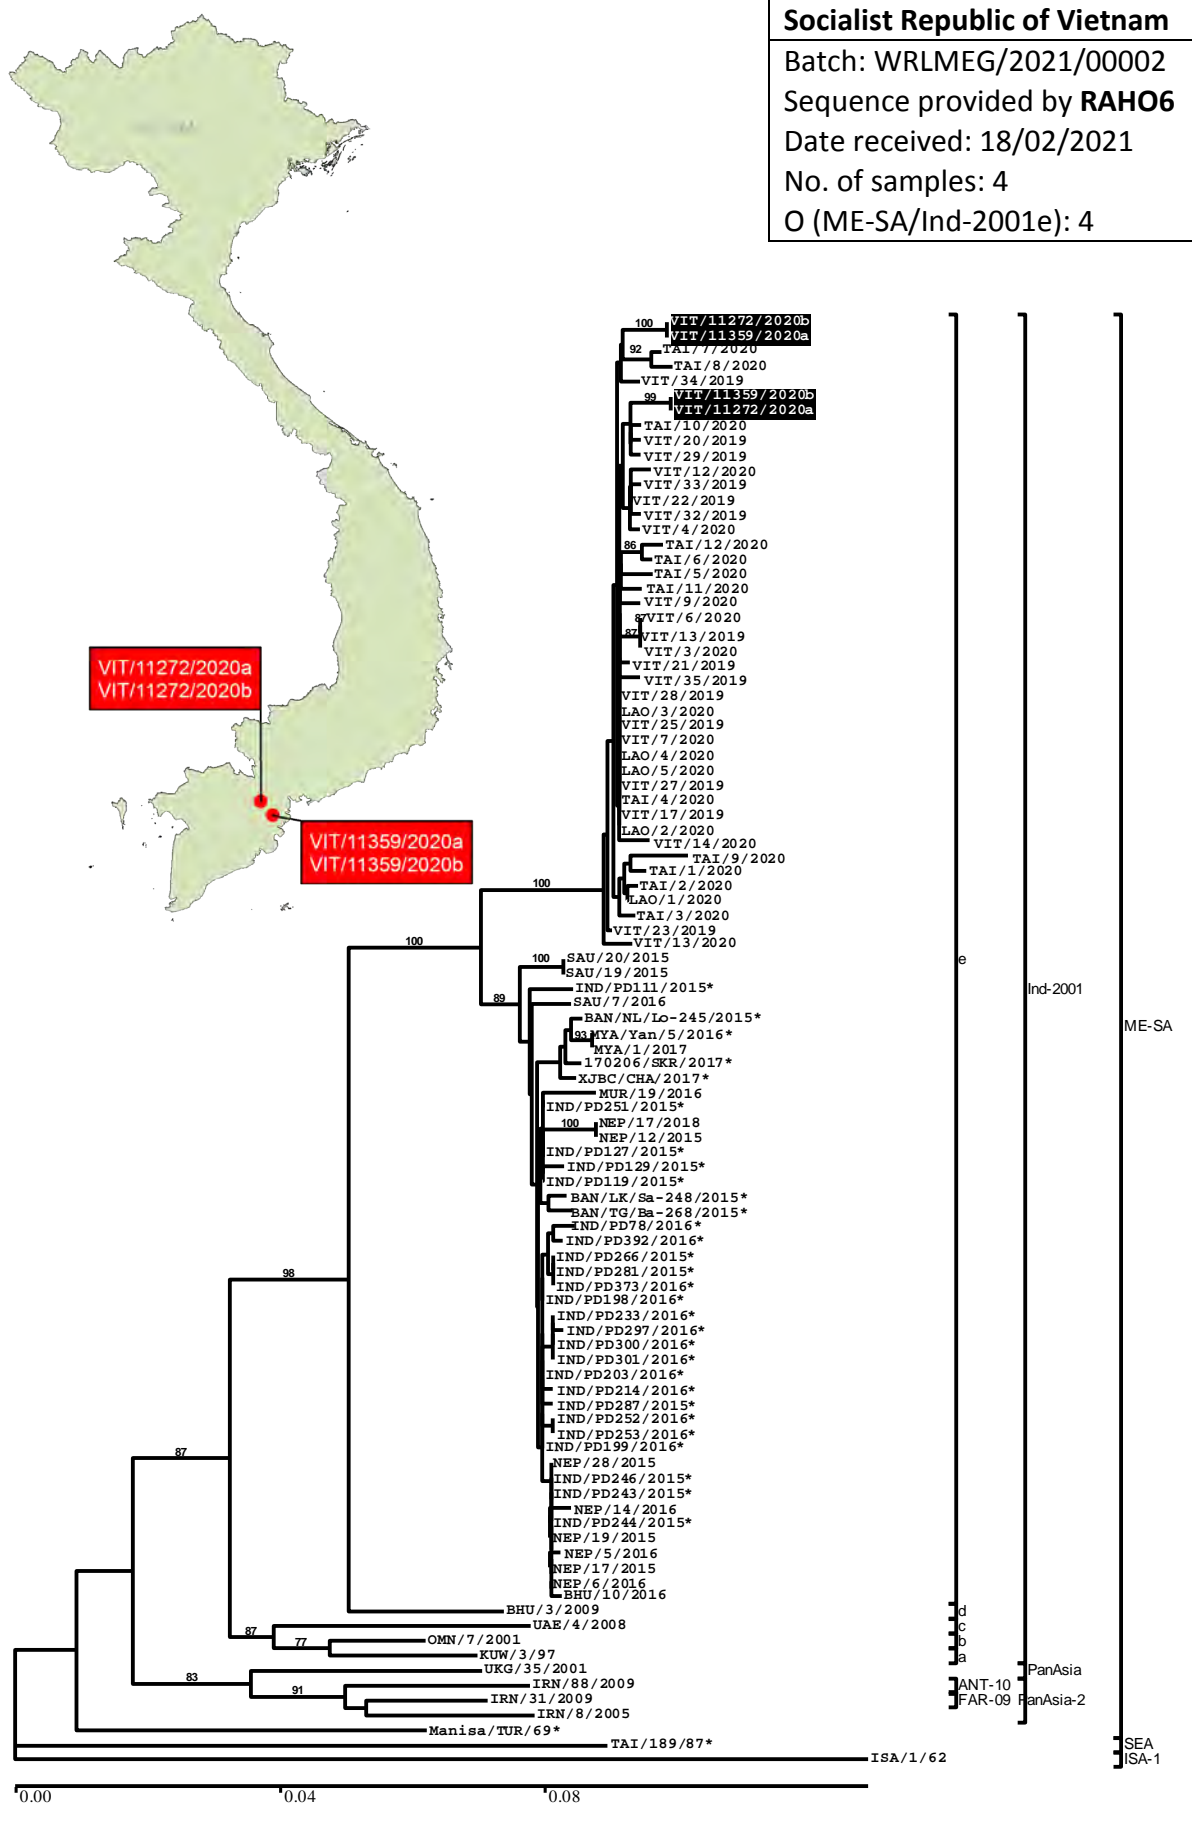 Socialist Republic of Vietnam
Batch: WRLMEG/2021/00002
Sequence provided by RAHO6
Date received: 18/02/2021
No. of samples: 4
O (ME-SA/Ind-2001e): 4
VIT/11272/2020a
VIT/11272/2020b
VIT/11359/2020a
VIT/11359/2020b
100
VIT/11272/2020b
VIT/11359/2020a
92
TAI/7/2020
TAI/8/2020
VIT/34/2019
99
VIT/11359/2020b
VIT/11272/2020a
TAI/10/2020
VIT/20/2019
VIT/29/2019
VIT/12/2020
VIT/33/2019
VIT/22/2019
VIT/32/2019
VIT/4/2020
86
TAI/12/2020
TAI/6/2020
TAI/5/2020
TAI/11/2020
VIT/9/2020
87
VIT/6/2020
87
VIT/13/2019
VIT/3/2020
VIT/21/2019
VIT/35/2019
VIT/28/2019
LAO/3/2020
VIT/25/2019
VIT/7/2020
LAO/4/2020
LAO/5/2020
VIT/27/2019
TAI/4/2020
VIT/17/2019
LAO/2/2020
VIT/14/2020
TAI/9/2020
TAI/1/2020
100
TAI/2/2020
LAO/1/2020
TAI/3/2020
VIT/23/2019
100
VIT/13/2020
100
SAU/20/2015
e
SAU/19/2015
IND/PD111/2015*
Ind-2001
89
SAU/7/2016
BAN/NL/Lo-245/2015*
ME-SA
93
MYA/Yan/5/2016*
MYA/1/2017
170206/SKR/2017*
XJBC/CHA/2017*
MUR/19/2016
IND/PD251/2015*
100
NEP/17/2018
NEP/12/2015
IND/PD127/2015*
IND/PD129/2015*
IND/PD119/2015*
BAN/LK/Sa-248/2015*
BAN/TG/Ba-268/2015*
IND/PD78/2016*
IND/PD392/2016*
IND/PD266/2015*
98
IND/PD281/2015*
IND/PD373/2016*
IND/PD198/2016*
IND/PD233/2016*
IND/PD297/2016*
IND/PD300/2016*
IND/PD301/2016*
IND/PD203/2016*
IND/PD214/2016*
IND/PD287/2015*
IND/PD252/2016*
IND/PD253/2016*
IND/PD199/2016*
87
NEP/28/2015
IND/PD246/2015*
IND/PD243/2015*
NEP/14/2016
IND/PD244/2015*
NEP/19/2015
NEP/5/2016
NEP/17/2015
NEP/6/2016
BHU/10/2016
BHU/3/2009
d
UAE/4/2008
c
87
77
OMN/7/2001
b
KUW/3/97
a
UKG/35/2001
PanAsia
83
91
IRN/88/2009
ANT-10
IRN/31/2009
FAR-09 PanAsia-2
IRN/8/2005
Manisa/TUR/69*
TAI/189/87*
SEA
ISA/1/62
ISA-1
0.00
0.04
0.08